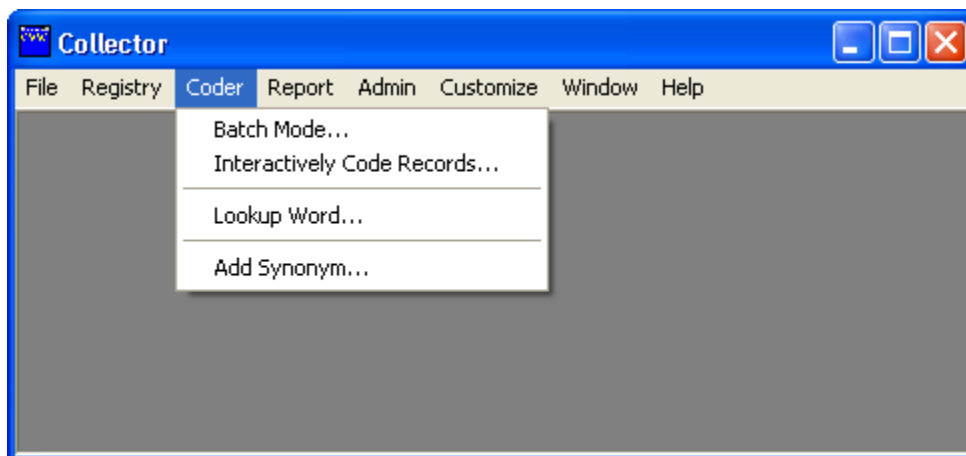 Collector
File Registry Coder Report Admin Customize Window Help
Batch Mode...
Interactively Code Records...
Lookup Word...
Add Synonym...